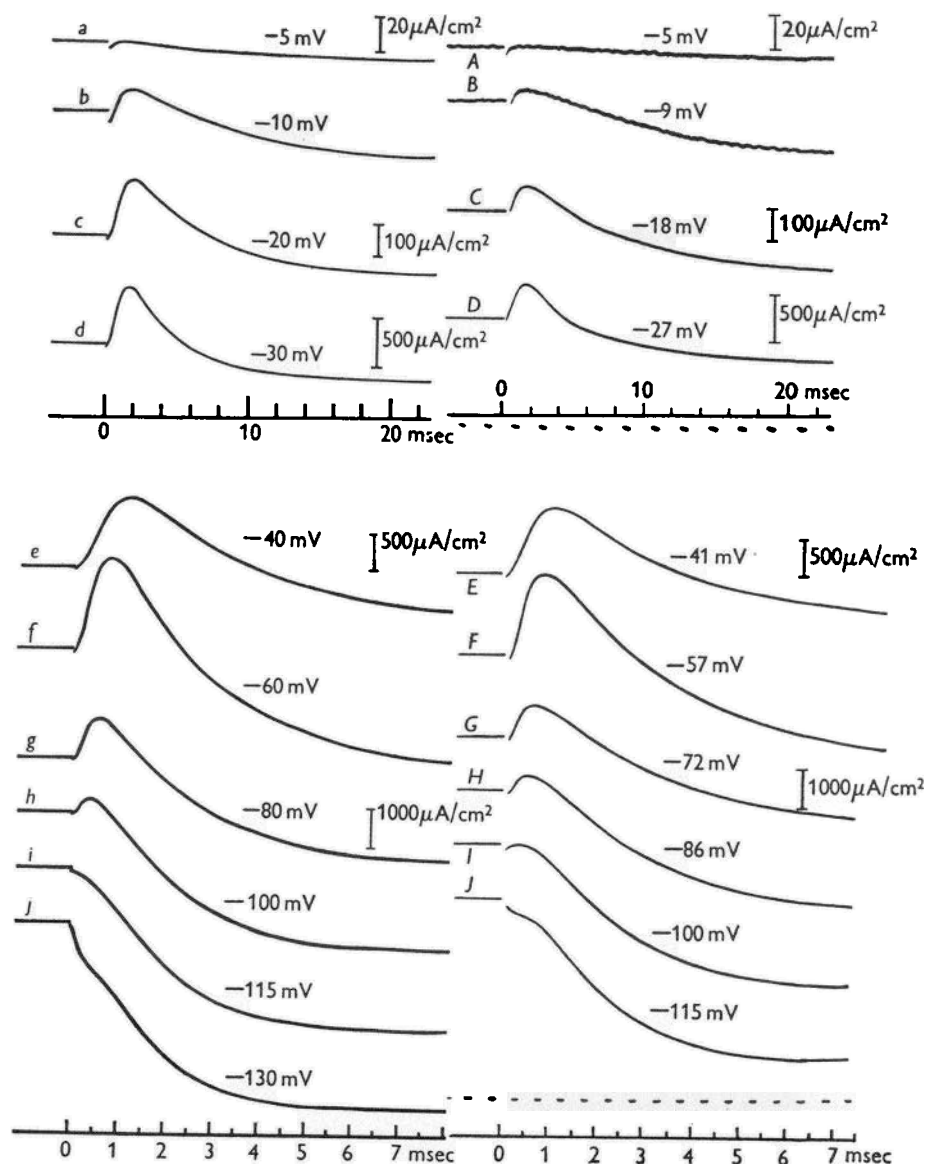 a −5 mV 20μA/cm²
b −10 mV
c −20 mV 100μA/cm²
d −30 mV 500μA/cm²
0 10 20 msec
A −5 mV 20μA/cm²
B −9 mV
C −18 mV 100μA/cm²
D −27 mV 500μA/cm²
0 10 20 msec
e −40 mV 500μA/cm²
f −60 mV
g −80 mV 1000μA/cm²
h −100 mV
i −115 mV
j −130 mV
0 1 2 3 4 5 6 7 msec
E −41 mV 500μA/cm²
F −57 mV
G −72 mV 1000μA/cm²
H −86 mV
I −100 mV
J −115 mV
0 1 2 3 4 5 6 7 msec